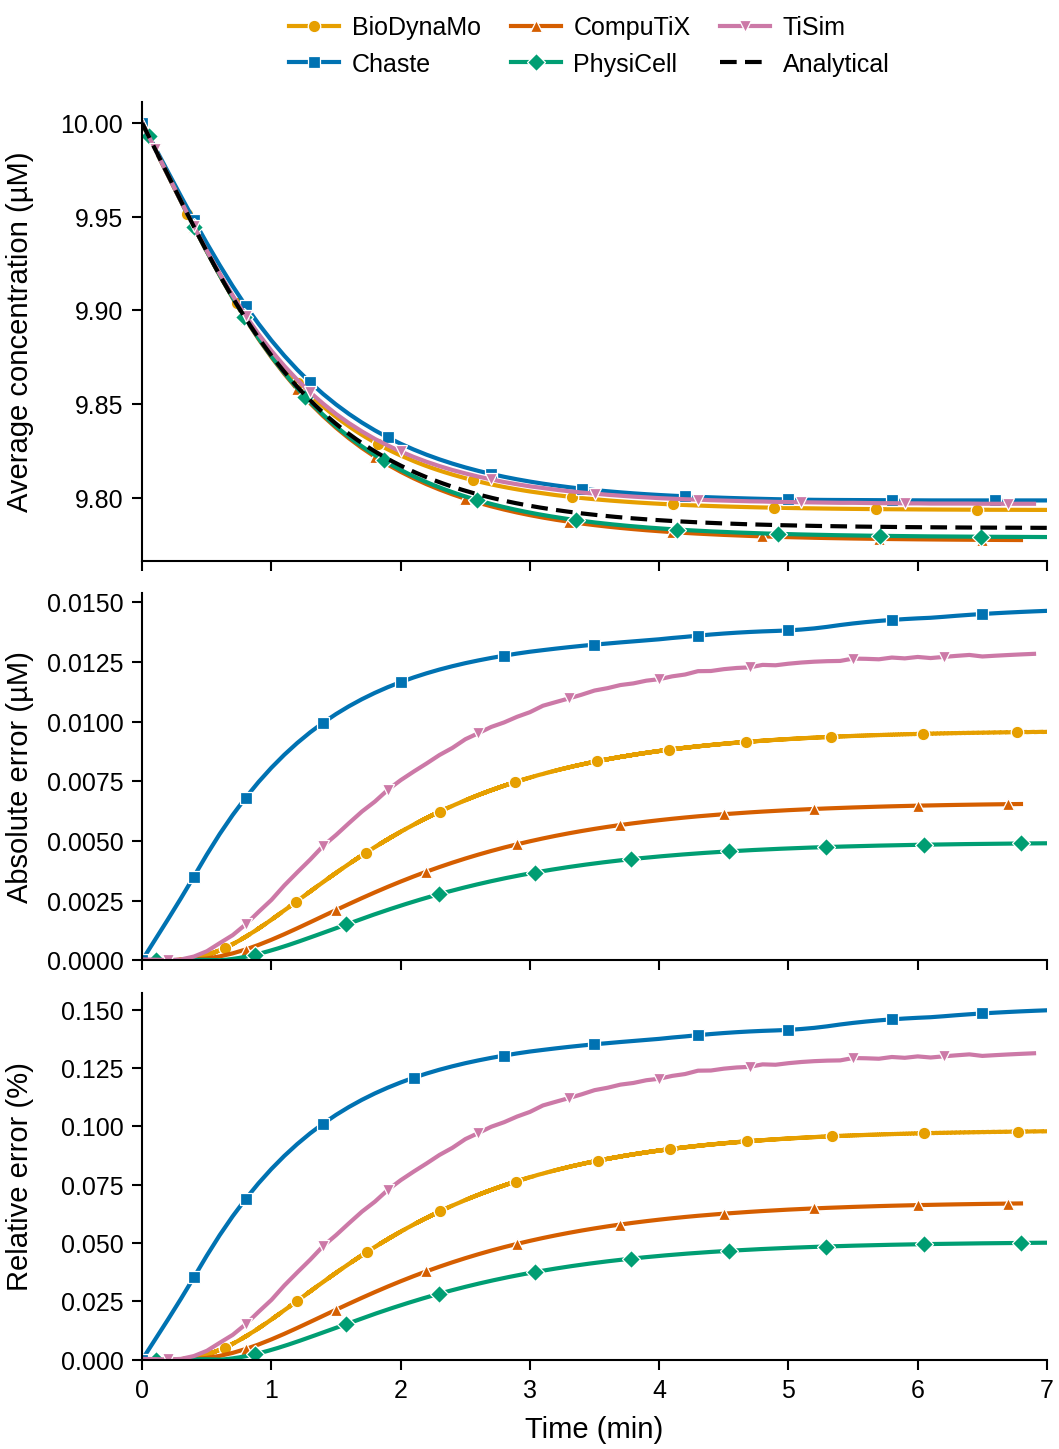 BioDynaMo CompuTiX TiSim
Chaste PhysiCell Analytical
10.00
9.95
9.90
9.85
9.80
Average concentration (µM)
0.0150
0.0125
0.0100
0.0075
0.0050
0.0025
0.0000
Absolute error (µM)
0.150
0.125
0.100
0.075
0.050
0.025
0.000
Relative error (%)
0 1 2 3 4 5 6 7
Time (min)